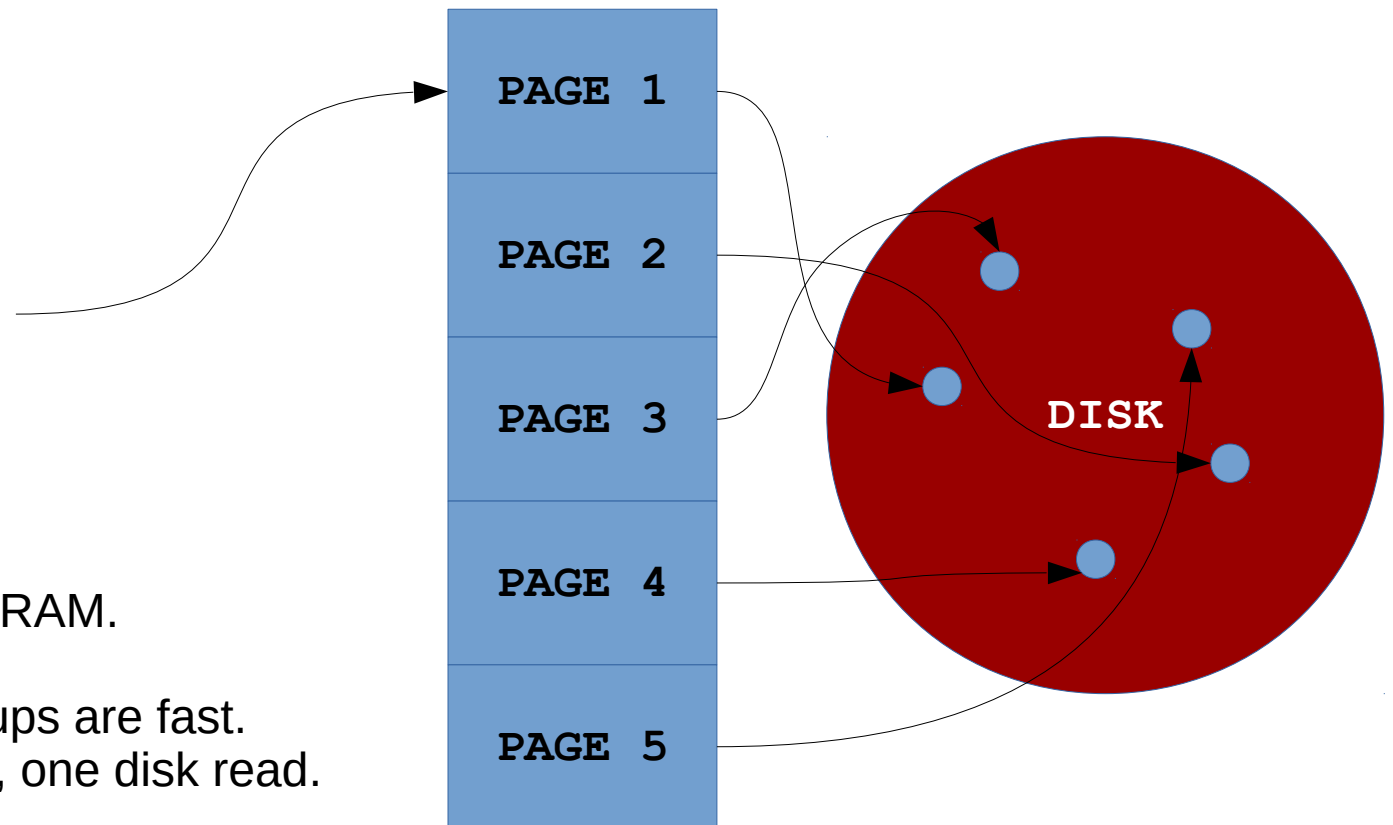 PAGE 1
PAGE 2
PAGE 3
DISK
PAGE 4
RAM.
ups are fast.
, one disk read.
PAGE 5